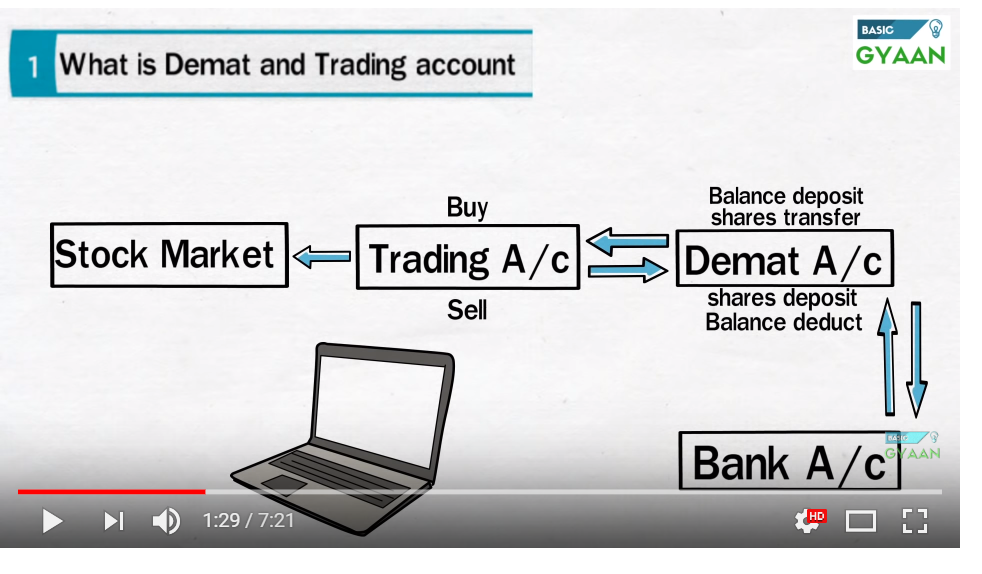 1 What is Demat and Trading account
BASIC
GYAAN
Buy
Balance deposit
shares transfer
Stock Market
Trading A/c
Demat A/c
Sell
shares deposit
Balance deduct
Bank A/c
BASIC
GYAAN
1:29 / 7:21
HD